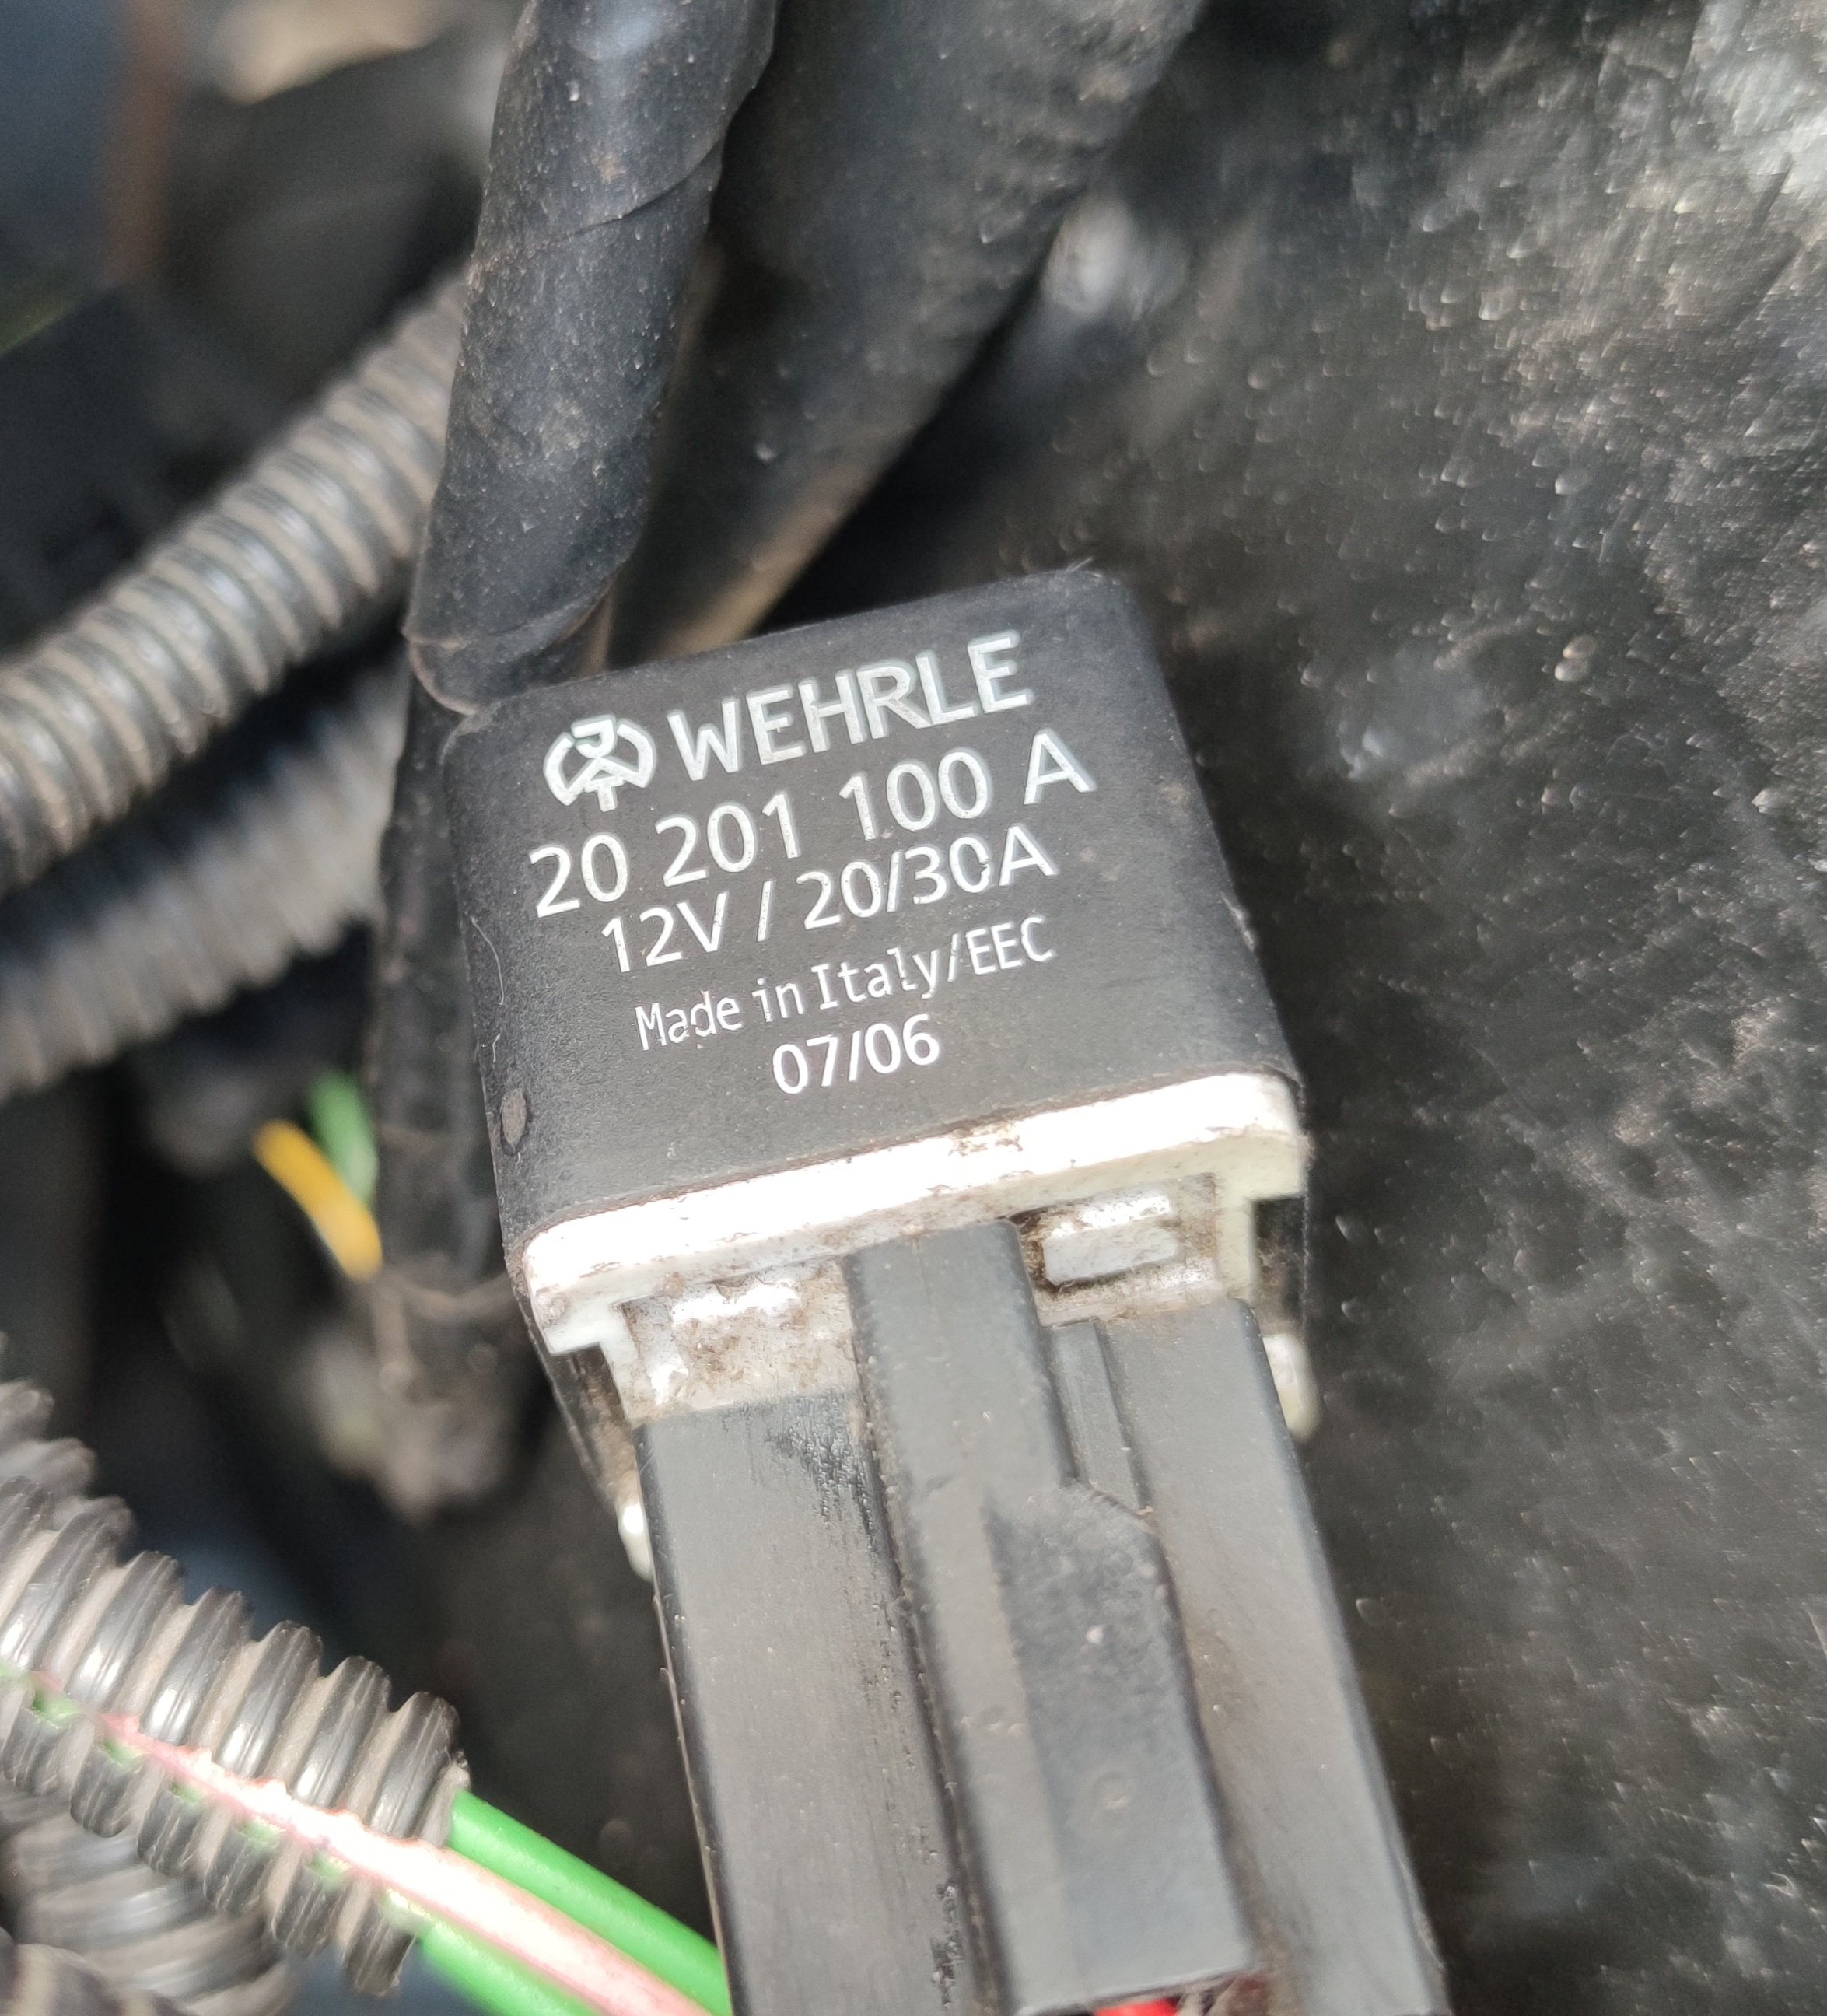 WEHRLE
20 201 100 A
12V / 20/30A
Made in Italy/EEC
07/06